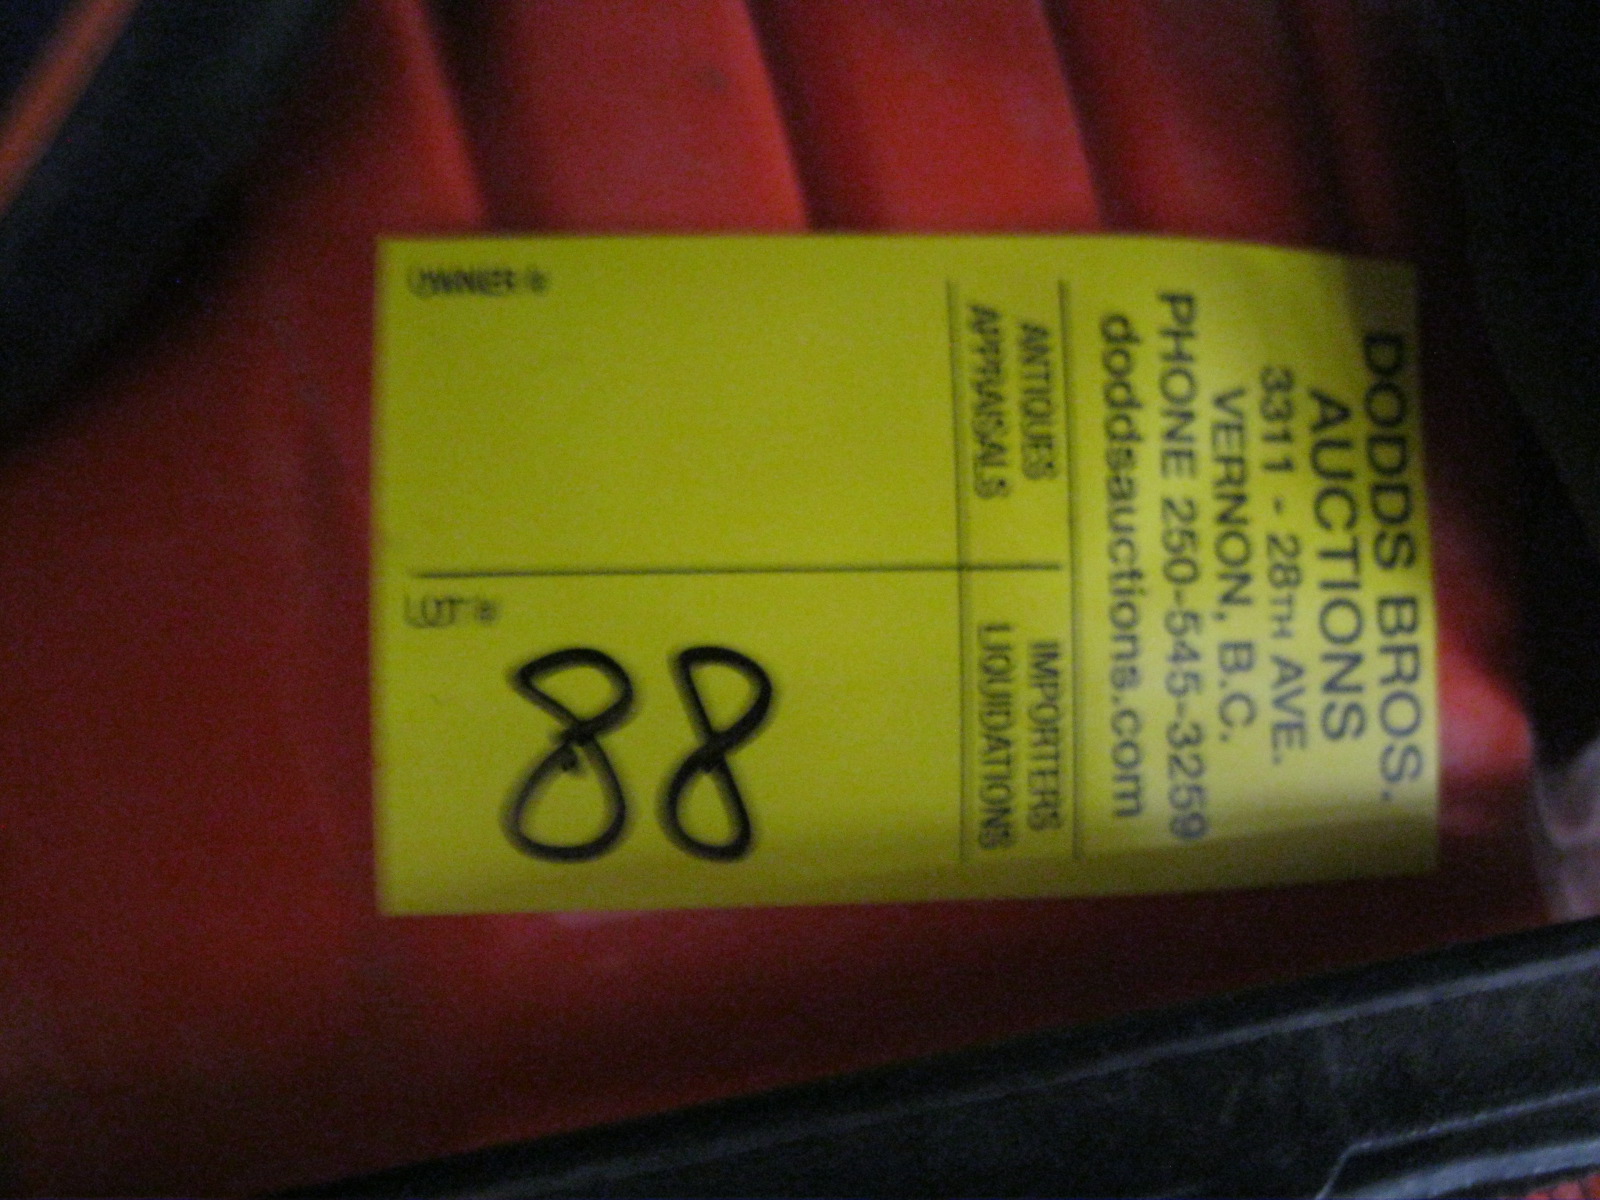 DODDS BROS.
AUCTIONS
3311 - 28TH AVE.
VERNON, B.C.
PHONE 250-545-3259
doddsauctions.com
ANTIQUES
APPRAISALS
IMPORTERS
LIQUIDATIONS
OWNER #
LOT #
88